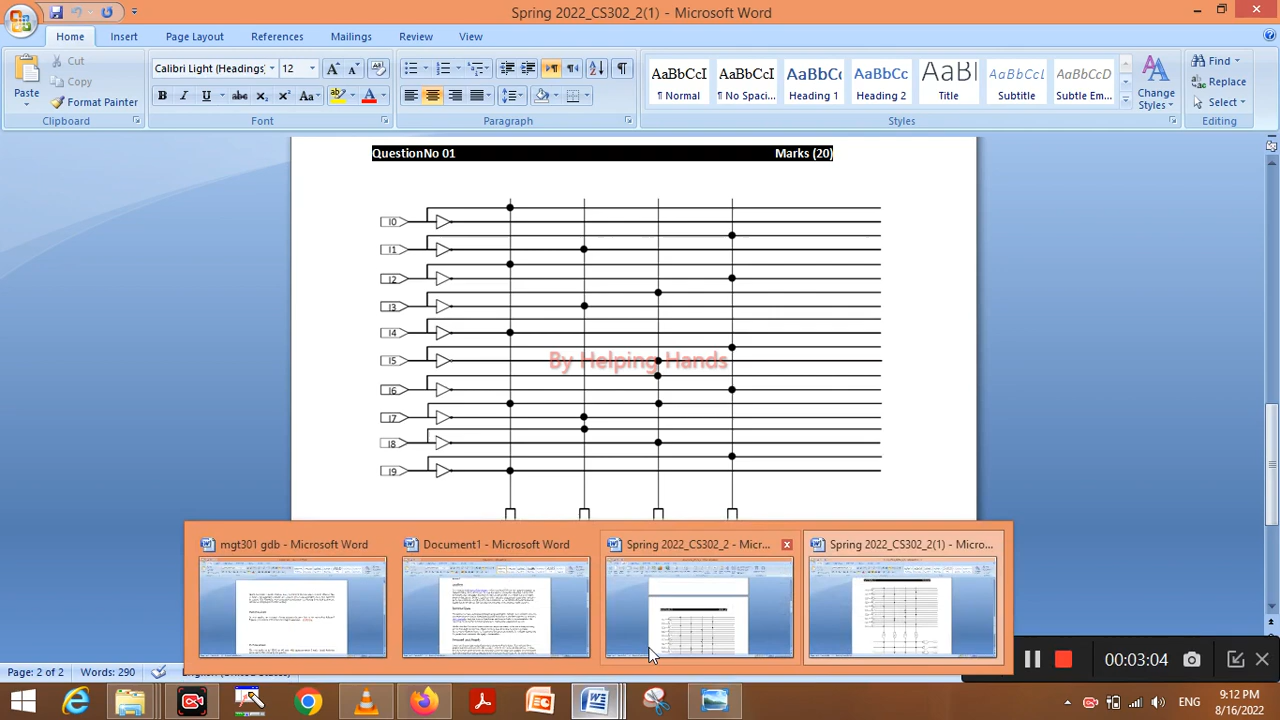 Spring 2022_CS302_2(1) - Microsoft Word
Home Insert Page Layout References Mailings Review View
Cut
Copy
Format Painter
Paste
Clipboard
Calibri Light (Headings) 12
Font
Paragraph
AaBbCcI AaBbCcI AaBbCc AaBbCc AaBb AaBbCcI AaBbCcD
¶ Normal ¶ No Spaci... Heading 1 Heading 2 Title Subtitle Subtle Em...
Change Styles
Styles
Find
Replace
Select
Editing
QuestionNo 01 Marks (20)
I0
I1
I2
I3
I4
I5
By Helping Hands
I6
I7
I8
I9
mgt301 gdb - Microsoft Word
Document1 - Microsoft Word
Spring 2022_CS302_2 - Micr...
Spring 2022_CS302_2(1) - Micro...
Page: 2 of 2 Words: 290
00:03:04
ENG
9:12 PM
8/16/2022